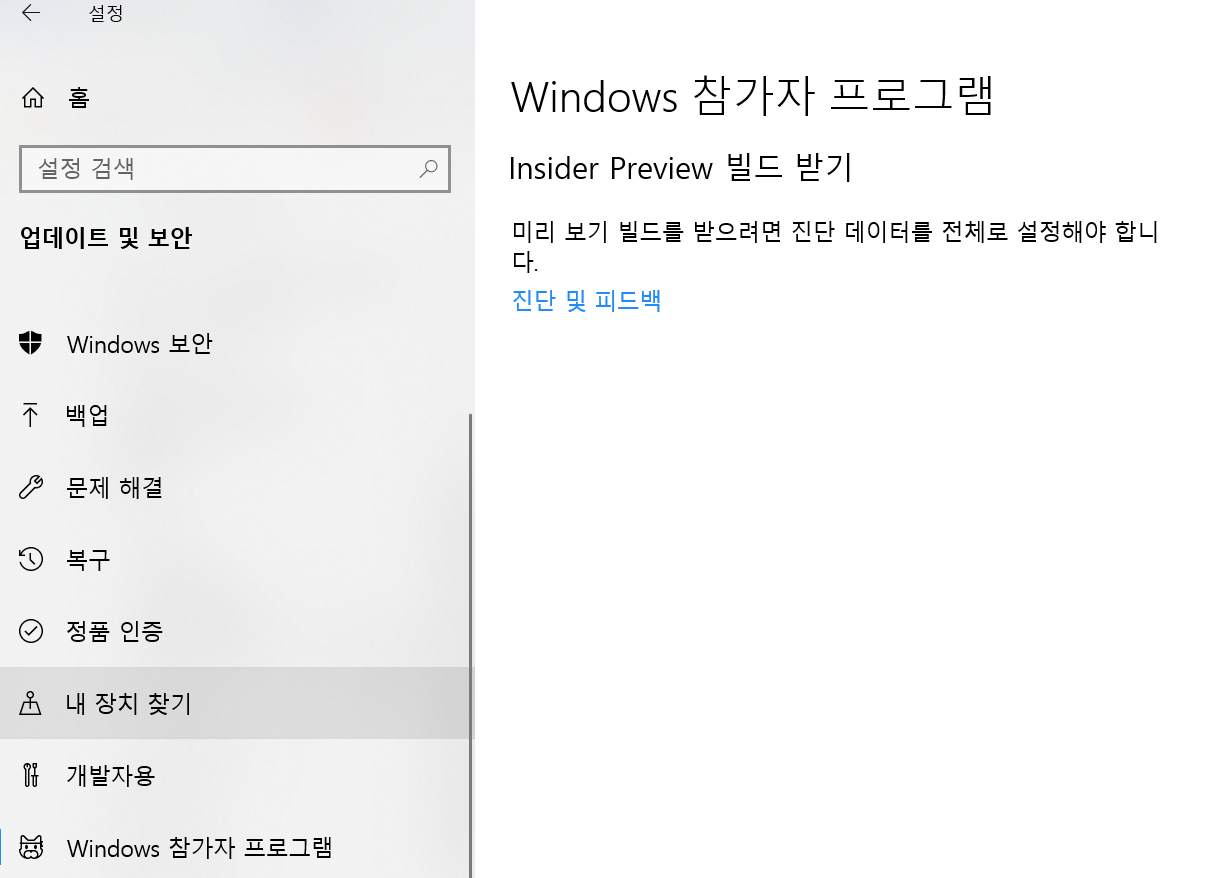 설정
홈
설정 검색
업데이트 및 보안
Windows 보안
백업
문제 해결
복구
정품 인증
내 장치 찾기
개발자용
Windows 참가자 프로그램
Windows 참가자 프로그램
Insider Preview 빌드 받기
미리 보기 빌드를 받으려면 진단 데이터를 전체로 설정해야 합니
다.
진단 및 피드백